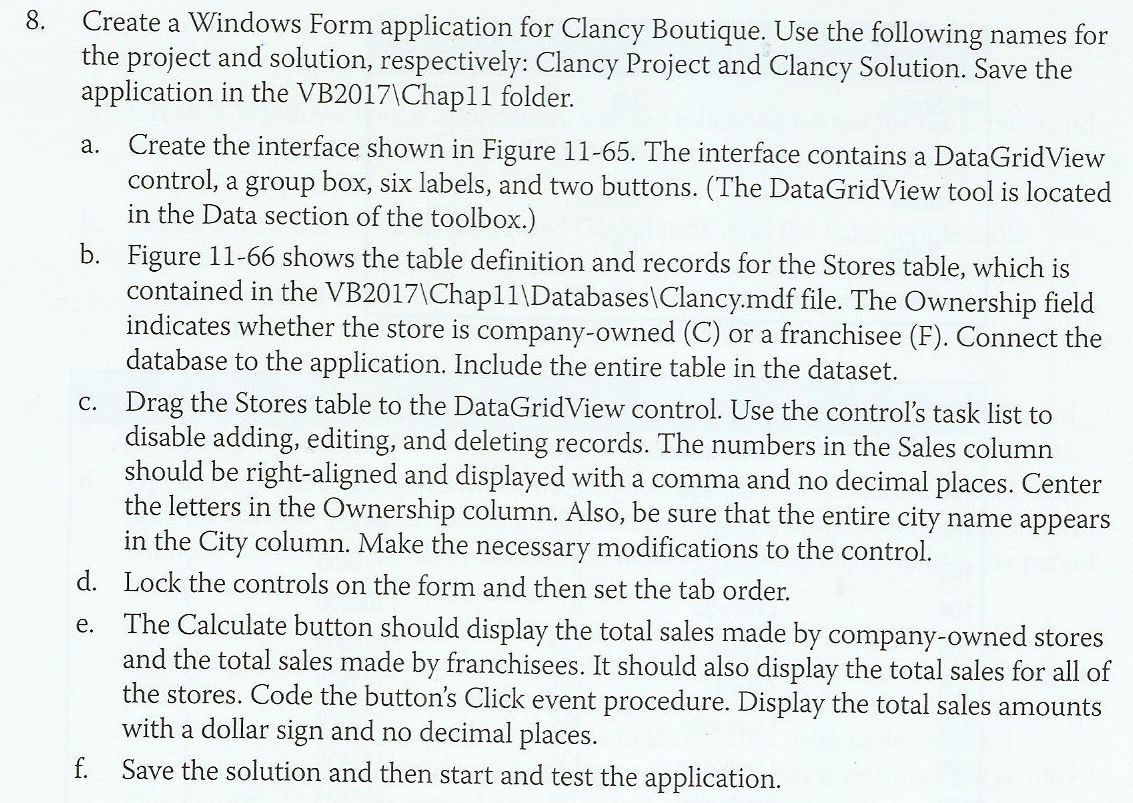 8. Create a Windows Form application for Clancy Boutique. Use the following names for
the project and solution, respectively: Clancy Project and Clancy Solution. Save the
application in the VB2017\Chap11 folder.
a. Create the interface shown in Figure 11-65. The interface contains a DataGridView
control, a group box, six labels, and two buttons. (The DataGridView tool is located
in the Data section of the toolbox.)
b. Figure 11-66 shows the table definition and records for the Stores table, which is
contained in the VB2017\Chap11\Databases\Clancy.mdf file. The Ownership field
indicates whether the store is company-owned (C) or a franchisee (F). Connect the
database to the application. Include the entire table in the dataset.
c. Drag the Stores table to the DataGridView control. Use the control's task list to
disable adding, editing, and deleting records. The numbers in the Sales column
should be right-aligned and displayed with a comma and no decimal places. Center
the letters in the Ownership column. Also, be sure that the entire city name appears
in the City column. Make the necessary modifications to the control.
d. Lock the controls on the form and then set the tab order.
e. The Calculate button should display the total sales made by company-owned stores
and the total sales made by franchisees. It should also display the total sales for all of
the stores. Code the button's Click event procedure. Display the total sales amounts
with a dollar sign and no decimal places.
f. Save the solution and then start and test the application.